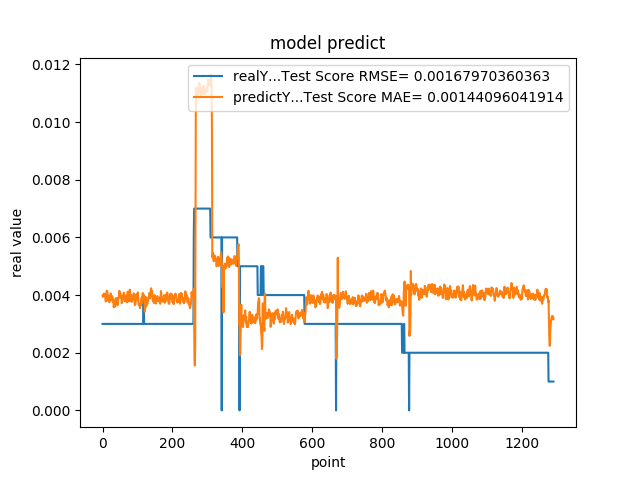 model predict
realY...Test Score RMSE= 0.00167970360363
predictY...Test Score MAE= 0.00144096041914
real value
0.012
0.010
0.008
0.006
0.004
0.002
0.000
0 200 400 600 800 1000 1200
point